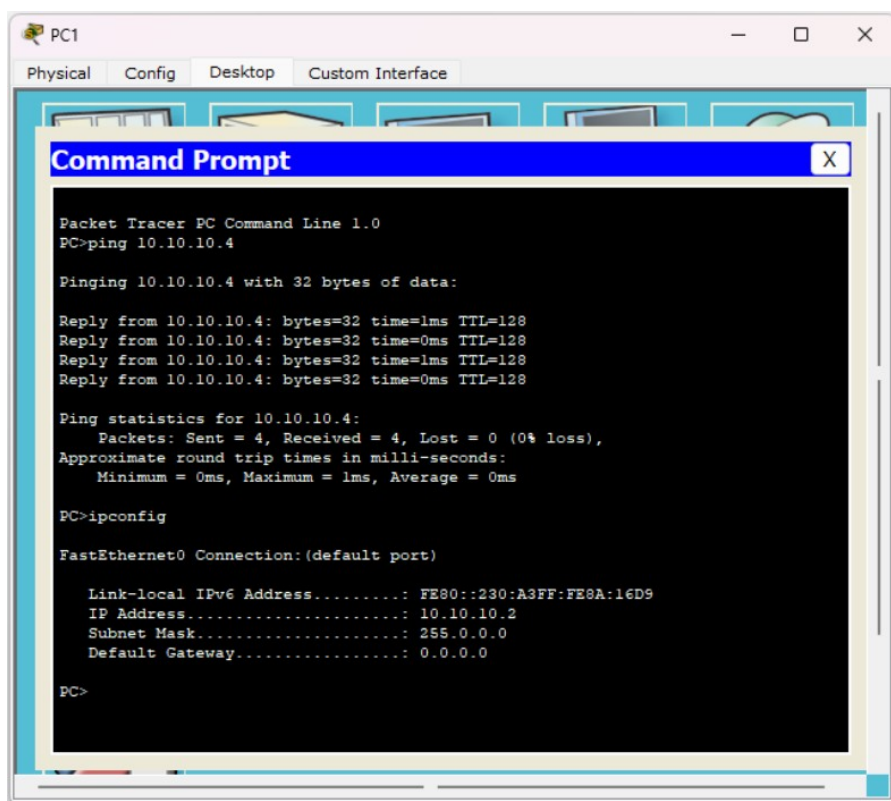 PC1
Physical Config Desktop Custom Interface
Command Prompt
X
Packet Tracer PC Command Line 1.0
PC>ping 10.10.10.4
Pinging 10.10.10.4 with 32 bytes of data:
Reply from 10.10.10.4: bytes=32 time=1ms TTL=128
Reply from 10.10.10.4: bytes=32 time=0ms TTL=128
Reply from 10.10.10.4: bytes=32 time=1ms TTL=128
Reply from 10.10.10.4: bytes=32 time=0ms TTL=128
Ping statistics for 10.10.10.4:
Packets: Sent = 4, Received = 4, Lost = 0 (0% loss),
Approximate round trip times in milli-seconds:
Minimum = 0ms, Maximum = 1ms, Average = 0ms
PC>ipconfig
FastEthernet0 Connection:(default port)
Link-local IPv6 Address.........: FE80::230:A3FF:FE8A:16D9
IP Address......................: 10.10.10.2
Subnet Mask.....................: 255.0.0.0
Default Gateway.................: 0.0.0.0
PC>